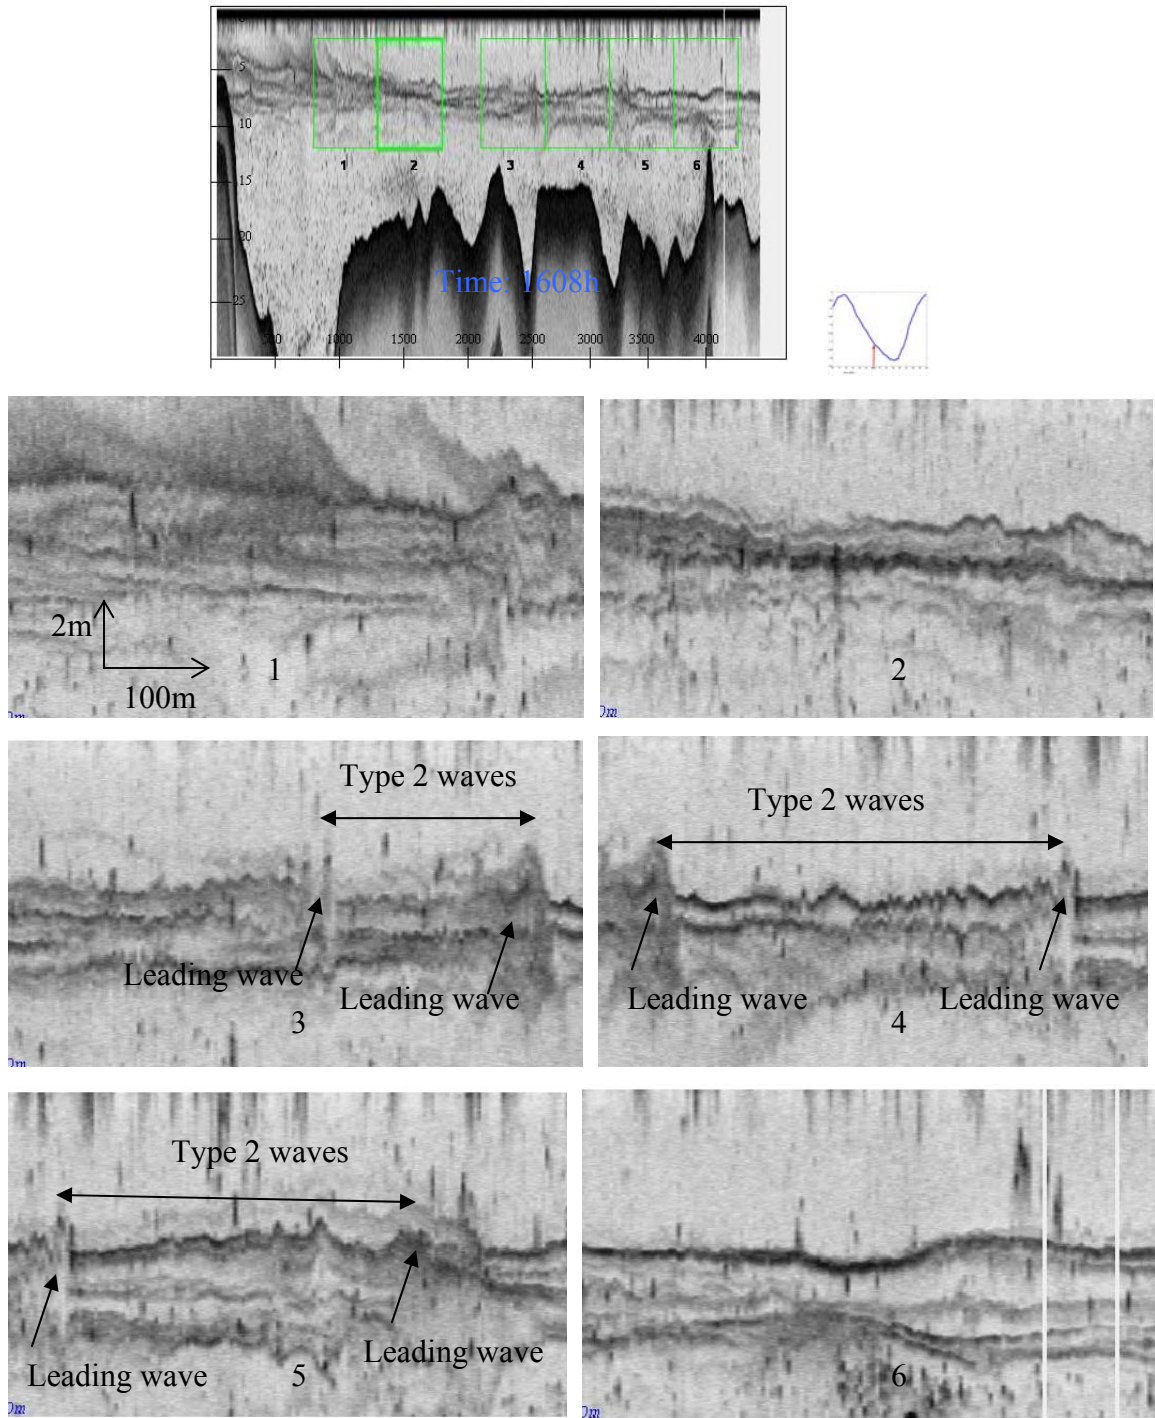 5
10
1 2 3 4 5 6
15
20
Time: 1608h
25
500 1000 1500 2000 2500 3000 3500 4000
2m
100m
1
2
Type 2 waves
Leading wave
Leading wave
3
Type 2 waves
Leading wave
Leading wave
4
Type 2 waves
Leading wave
Leading wave
5
6